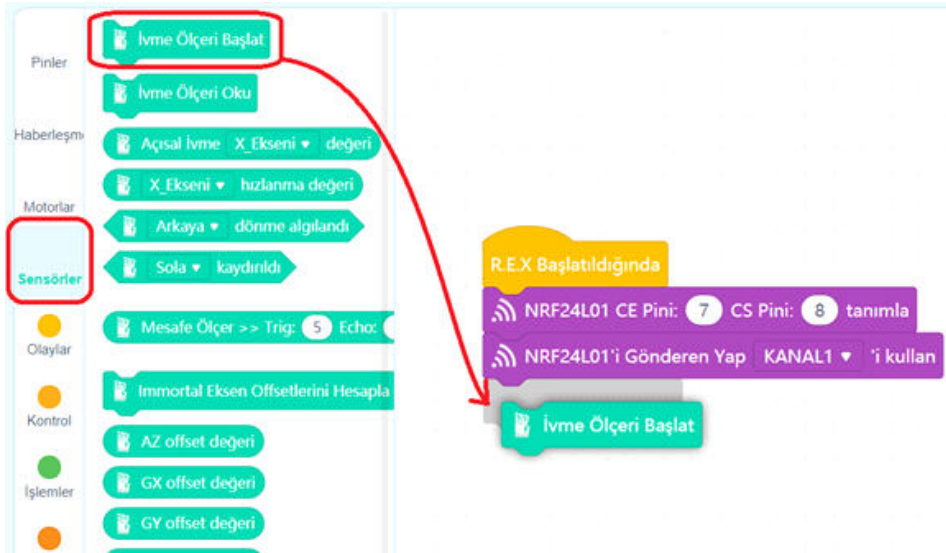 Pinler
Haberleşm
Motorlar
Sensörler
Olaylar
Kontrol
İşlemler
İvme Ölçeri Başlat
İvme Ölçeri Oku
Açısal İvme X_Ekseni değeri
X_Ekseni hızlanma değeri
Arkaya dönme algılandı
Sola kaydırıldı
Mesafe Ölçer >> Trig: 5 Echo:
Immortal Eksen Offsetlerini Hesapla
AZ offset değeri
GX offset değeri
GY offset değeri
R.E.X Başlatıldığında
NRF24L01 CE Pini: 7 CS Pini: 8 tanımla
NRF24L01'i Gönderen Yap KANAL1 'i kullan
İvme Ölçeri Başlat